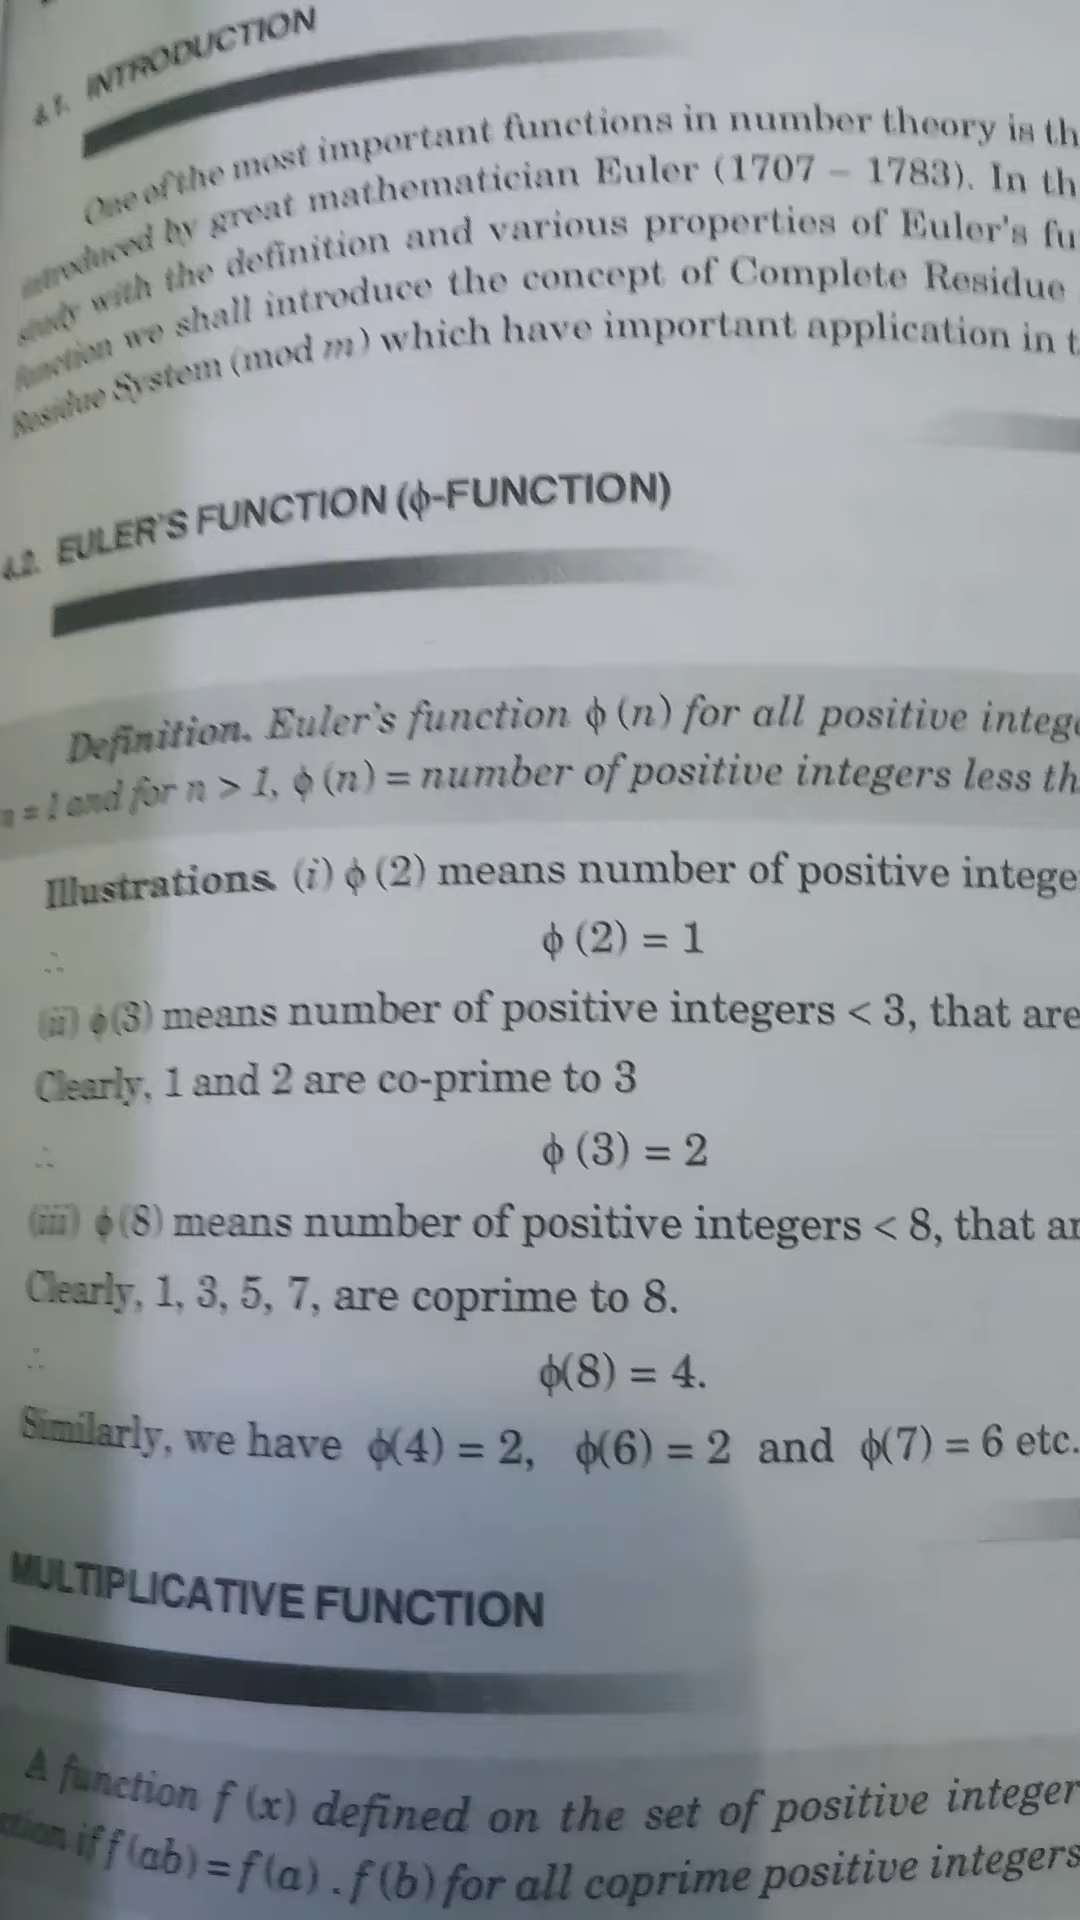 4.1. INTRODUCTION
One of the most important functions in number theory is th
introduced by great mathematician Euler (1707 – 1783). In th
study with the definition and various properties of Euler's fu
function we shall introduce the concept of Complete Residue
Residue System (mod m) which have important application in t
4.2. EULER'S FUNCTION (ϕ-FUNCTION)
Definition. Euler's function ϕ (n) for all positive intege
n = 1 and for n > 1, ϕ (n) = number of positive integers less th
Illustrations. (i) ϕ (2) means number of positive intege
∴ ϕ (2) = 1
(ii) ϕ(3) means number of positive integers < 3, that are
Clearly, 1 and 2 are co-prime to 3
∴ ϕ (3) = 2
(iii) ϕ (8) means number of positive integers < 8, that ar
Clearly, 1, 3, 5, 7, are coprime to 8.
∴ ϕ(8) = 4.
Similarly, we have ϕ(4) = 2, ϕ(6) = 2 and ϕ(7) = 6 etc.
MULTIPLICATIVE FUNCTION
A function f (x) defined on the set of positive integer
if f (ab) = f (a) . f (b) for all coprime positive integers